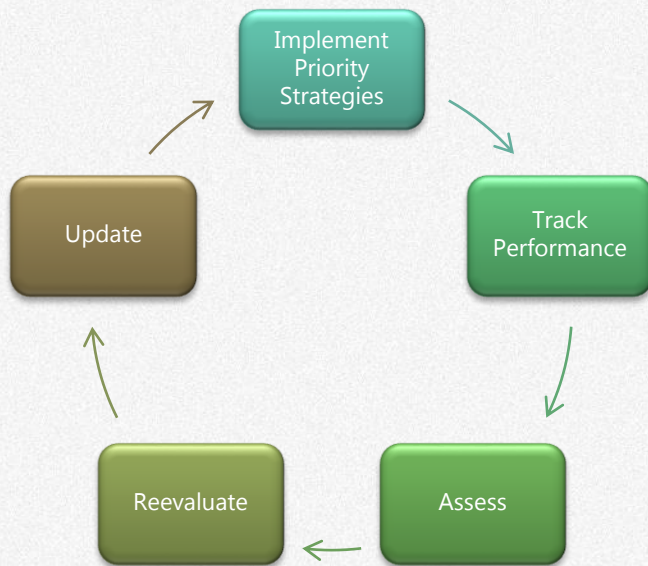 Implement
Priority
Strategies
Track
Performance
Assess
Reevaluate
Update